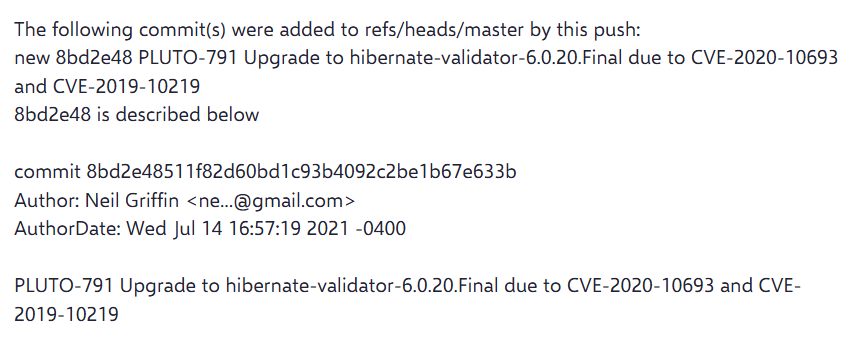 The following commit(s) were added to refs/heads/master by this push:
new 8bd2e48 PLUTO-791 Upgrade to hibernate-validator-6.0.20.Final due to CVE-2020-10693
and CVE-2019-10219
8bd2e48 is described below
commit 8bd2e48511f82d60bd1c93b4092c2be1b67e633b
Author: Neil Griffin <ne...@gmail.com>
AuthorDate: Wed Jul 14 16:57:19 2021 -0400
PLUTO-791 Upgrade to hibernate-validator-6.0.20.Final due to CVE-2020-10693 and CVE-
2019-10219